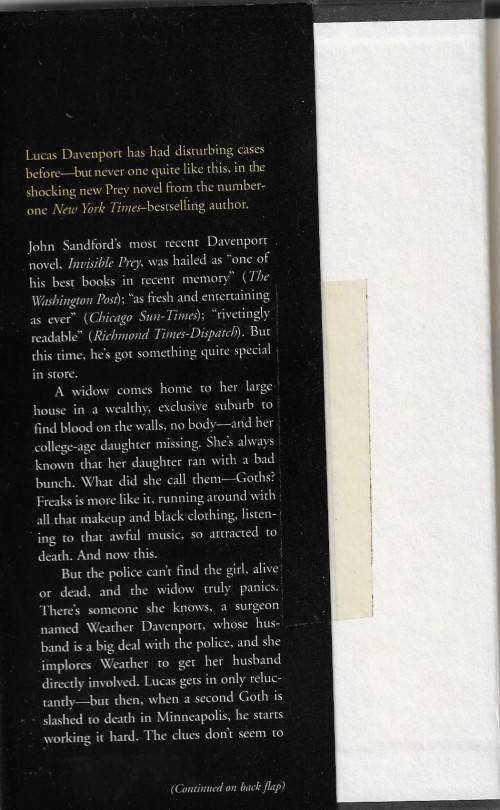 Lucas Davenport has had disturbing cases
before—but never one quite like this, in the
shocking new Prey novel from the number-
one New York Times–bestselling author.
John Sandford's most recent Davenport
novel, Invisible Prey, was hailed as "one of
his best books in recent memory" (The
Washington Post); "as fresh and entertaining
as ever" (Chicago Sun-Times); "rivetingly
readable" (Richmond Times-Dispatch). But
this time, he's got something quite special
in store.
A widow comes home to her large
house in a wealthy, exclusive suburb to
find blood on the walls, no body—and her
college-age daughter missing. She's always
known that her daughter ran with a bad
bunch. What did she call them—Goths?
Freaks is more like it, running around with
all that makeup and black clothing, listen-
ing to that awful music, so attracted to
death. And now this.
But the police can't find the girl, alive
or dead, and the widow truly panics.
There's someone she knows, a surgeon
named Weather Davenport, whose hus-
band is a big deal with the police, and she
implores Weather to get her husband
directly involved. Lucas gets in only reluc-
tantly—but then, when a second Goth is
slashed to death in Minneapolis, he starts
working it hard. The clues don't seem to
(Continued on back flap)